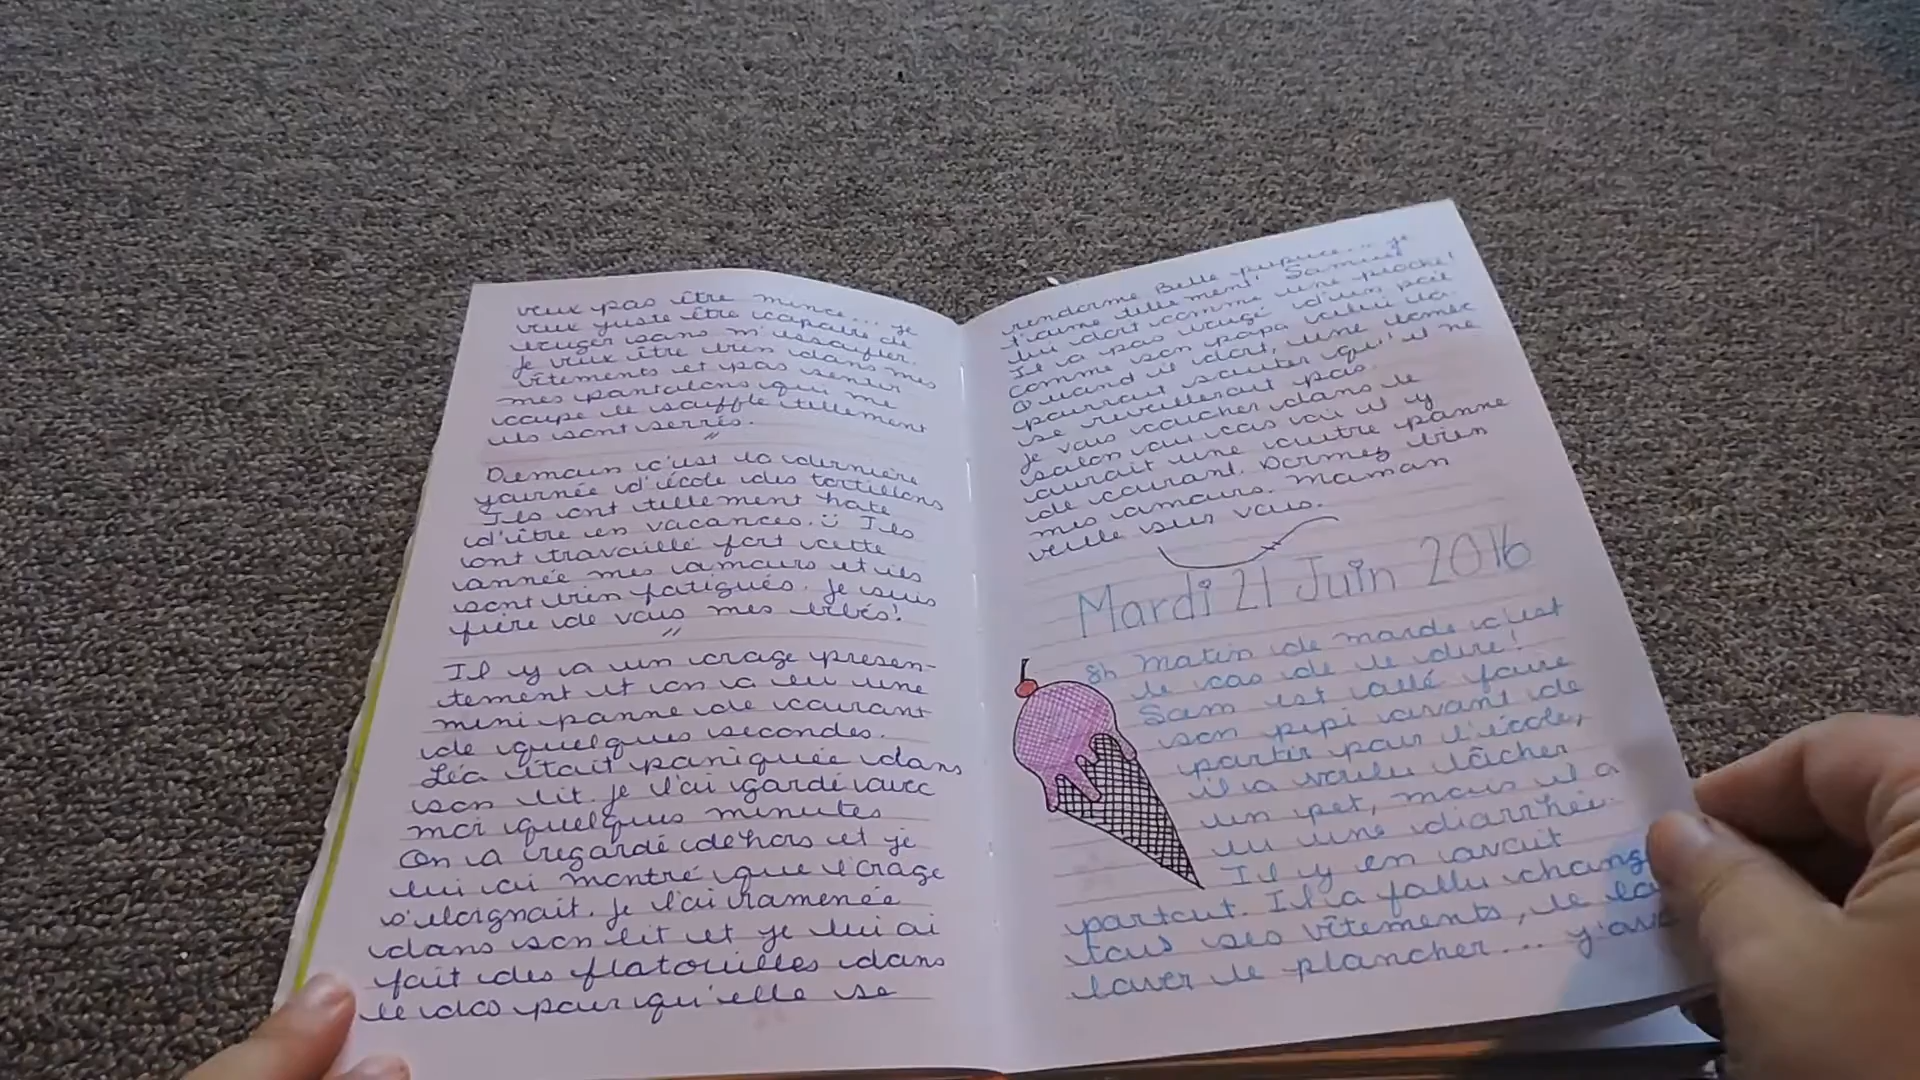 veux pas être mince... je
veux juste être capable de
bouger sans m'essoufler
je veux être bien dans mes
vêtements et pas sentir
mes pantalons qui me
coupe le souffle tellement
ils sont serrés.
"
Demain c'est la dernière
journée d'école des tortillons
Ils ont tellement hate
d'être en vacances. Ils
ont travaillé fort cette
année mes amours et ils
sont bien fatigués. je suis
fière de vous mes bébés!
"
Il y a un orage présen-
tement et on a eu une
mini panne de courant
de quelques secondes.
Léa était paniquée dans
son lit. je l'ai gardé avec
moi quelques minutes
On a regardé dehors et je
lui ai montré que l'orage
s'éloignait. je l'ai ramenée
dans son lit et je lui ai
fait des flatouilles dans
le dos pour qu'elle se
rendorme Belle pupuce... je
t'aime tellement! Samuel
lui dort comme une roche!
Il a pas bougé d'un poil
comme son papa celui là.
Quand il dort, une bombe
pourrait sauter qu'il ne
se réveillerait pas.
je vais coucher dans le
salon au cas où il y
aurait une autre panne
de courant. Dormez bien
mes amours. Maman
veille sur vous.
Mardi 21 Juin 2016
8h Matin de marde c'est
le cas de le dire!
Sam est allé faire
son pipi avant de
partir pour l'école,
il a voulu lâcher
un pet, mais il a
eu une diarrhée.
Il y en avait
partout. Il a fallu chang
tous ses vêtements, le
laver le plancher... j'av